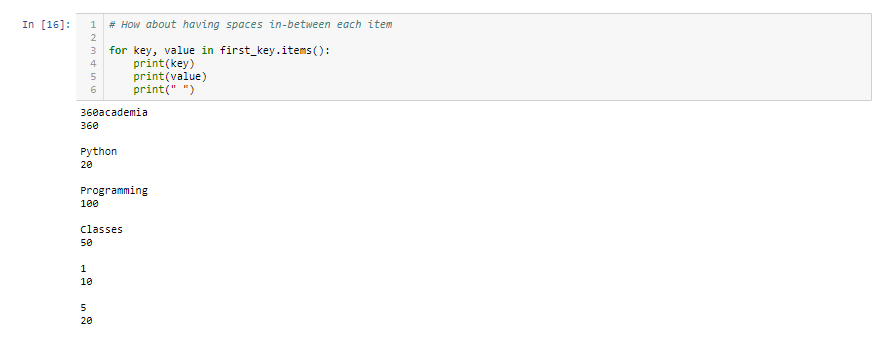 In [16]:
1 # How about having spaces in-between each item
2
3 for key, value in first_key.items():
4     print(key)
5     print(value)
6     print(" ")
360academia
360
Python
20
Programming
100
Classes
50
1
10
5
20